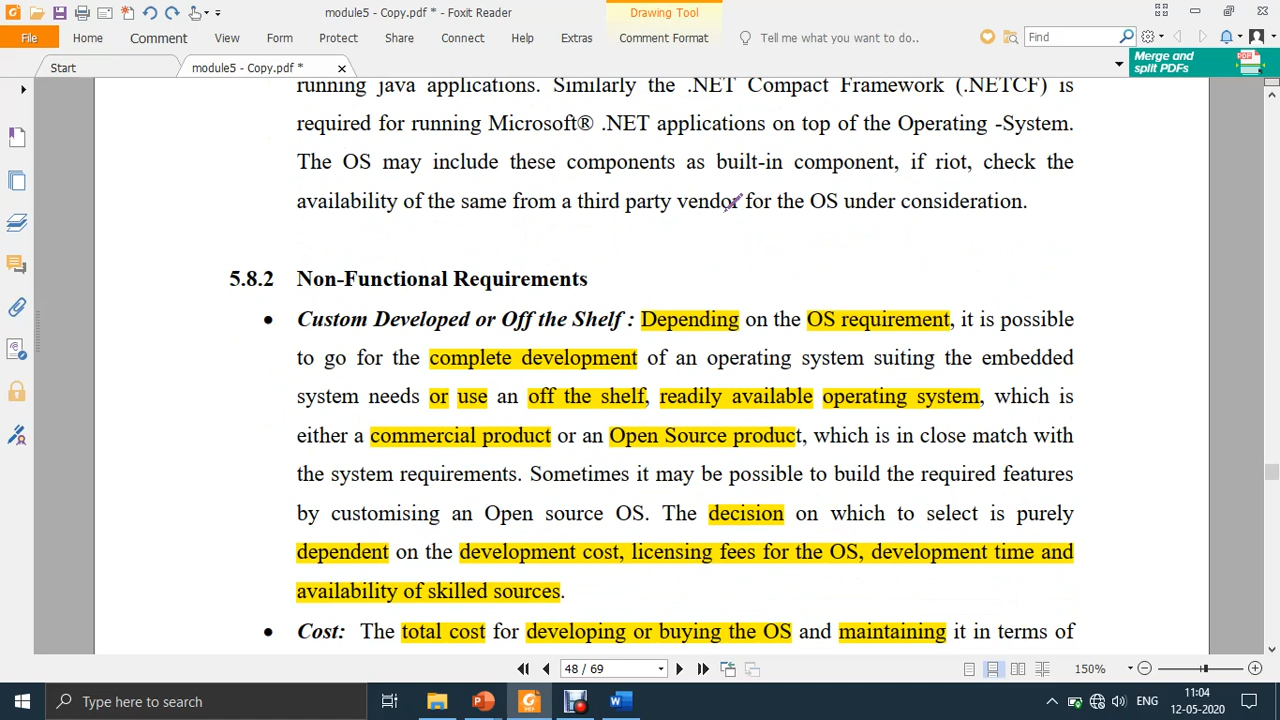 module5 - Copy.pdf * - Foxit Reader
Drawing Tool
File Home Comment View Form Protect Share Connect Help Extras Comment Format Tell me what you want to do.. Find
Start module5 - Copy.pdf * Merge and split PDFs
running java applications. Similarly the .NET Compact Framework (.NETCF) is
required for running Microsoft® .NET applications on top of the Operating -System.
The OS may include these components as built-in component, if riot, check the
availability of the same from a third party vendor for the OS under consideration.
5.8.2 Non-Functional Requirements
• Custom Developed or Off the Shelf : Depending on the OS requirement, it is possible
to go for the complete development of an operating system suiting the embedded
system needs or use an off the shelf, readily available operating system, which is
either a commercial product or an Open Source product, which is in close match with
the system requirements. Sometimes it may be possible to build the required features
by customising an Open source OS. The decision on which to select is purely
dependent on the development cost, licensing fees for the OS, development time and
availability of skilled sources.
• Cost: The total cost for developing or buying the OS and maintaining it in terms of
48 / 69 150%
Type here to search ENG 11:04
12-05-2020